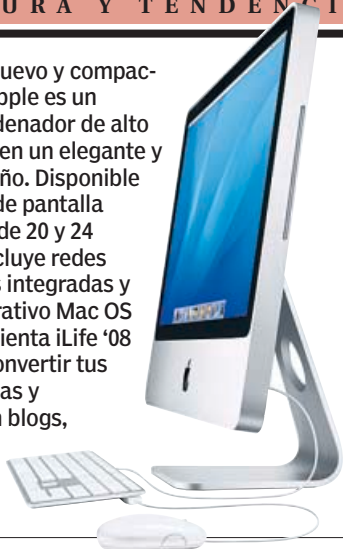 URA Y TENDENCI
uevo y compac-
pple es un
denador de alto
en un elegante y
ño. Disponible
de pantalla
de 20 y 24
cluye redes
s integradas y
rativo Mac OS
ienta iLife ‘08
onvertir tus
as y
n blogs,